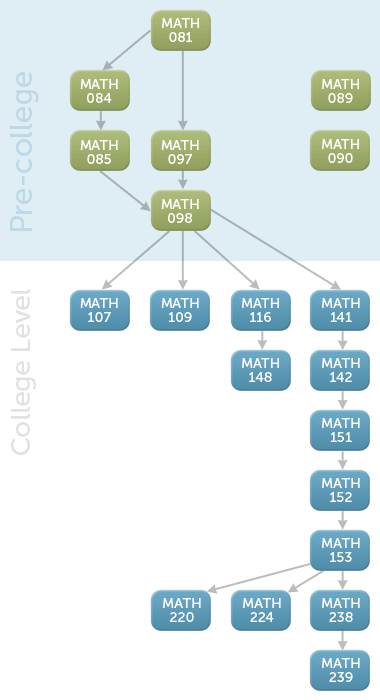 Pre-college
MATH
081
MATH
084
MATH
089
MATH
085
MATH
097
MATH
090
MATH
098
College Level
MATH
107
MATH
109
MATH
116
MATH
141
MATH
148
MATH
142
MATH
151
MATH
152
MATH
153
MATH
220
MATH
224
MATH
238
MATH
239